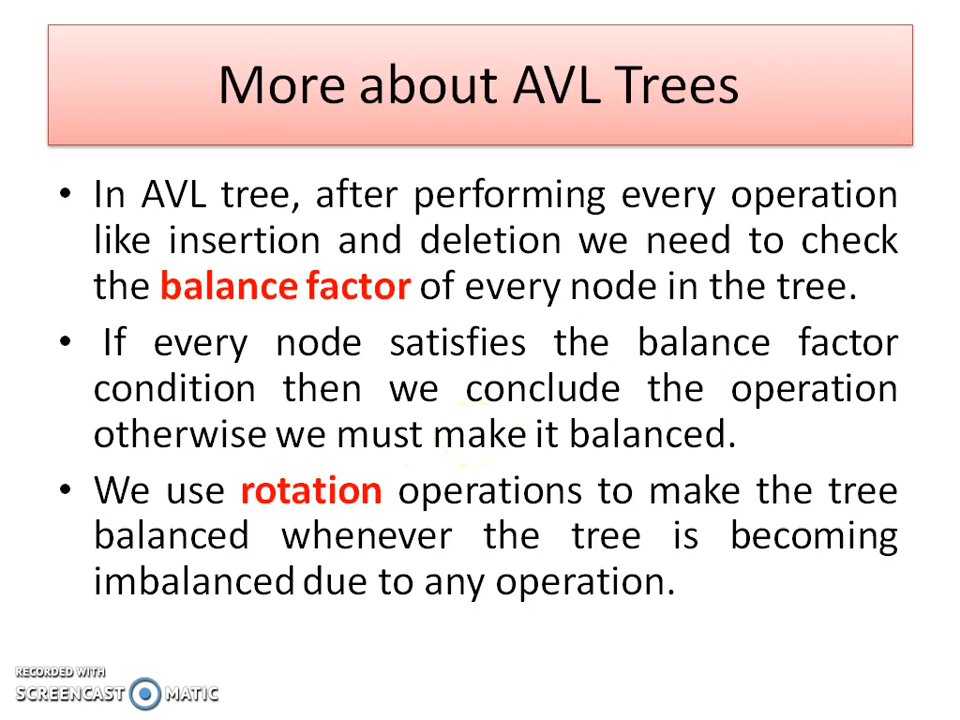 More about AVL Trees
• In AVL tree, after performing every operation
like insertion and deletion we need to check
the balance factor of every node in the tree.
• If every node satisfies the balance factor
condition then we conclude the operation
otherwise we must make it balanced.
• We use rotation operations to make the tree
balanced whenever the tree is becoming
imbalanced due to any operation.
RECORDED WITH
SCREENCAST MATIC